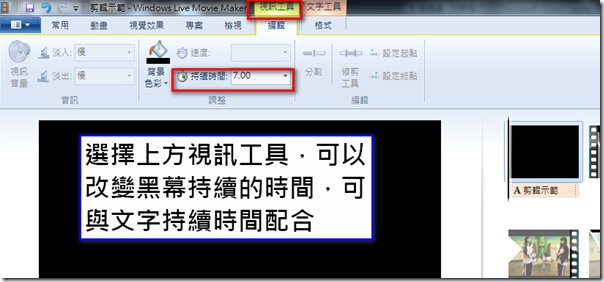 剪輯示範 - Windows Live Movie Maker
視訊工具
文字工具
常用 動畫 視覺效果 專案 檢視 編輯 格式
視訊音量
淡入: 慢
淡出: 慢
音訊
背景色彩
速度:
持續時間: 7.00
調整
分割
修剪工具
設定起點
設定終點
編輯
選擇上方視訊工具，可以
改變黑幕持續的時間，可
與文字持續時間配合
A 剪輯示範